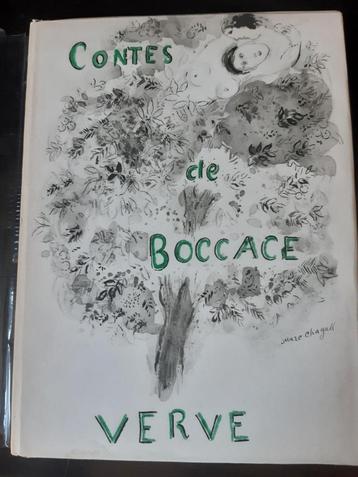 CONTES
de
BOCCACE
Marc Chagall
VERVE